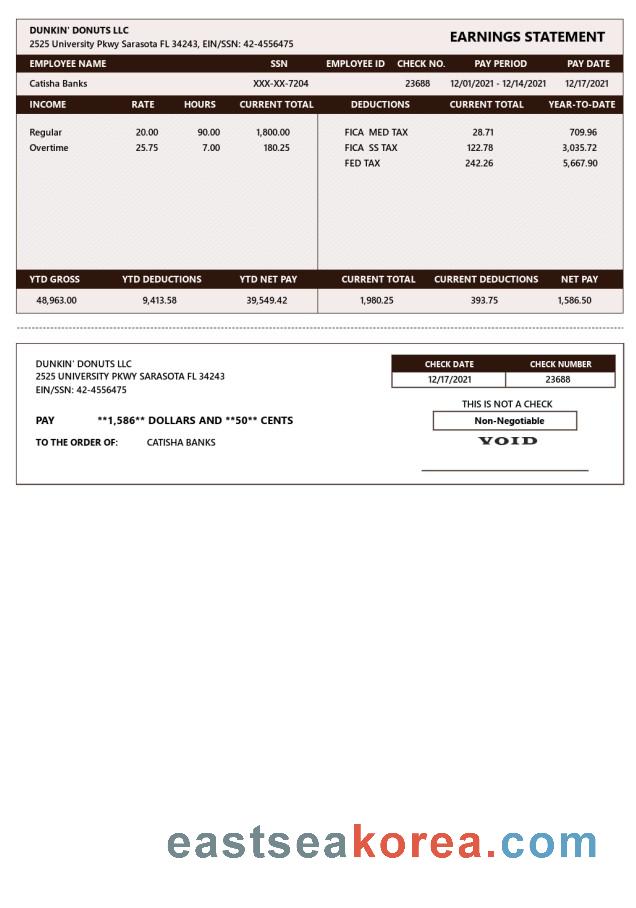 DUNKIN' DONUTS LLC
2525 University Pkwy Sarasota FL 34243, EIN/SSN: 42-4556475
EARNINGS STATEMENT
EMPLOYEE NAME SSN EMPLOYEE ID CHECK NO. PAY PERIOD PAY DATE
Catisha Banks XXX-XX-7204 23688 12/01/2021 - 12/14/2021 12/17/2021
INCOME RATE HOURS CURRENT TOTAL DEDUCTIONS CURRENT TOTAL YEAR-TO-DATE
Regular 20.00 90.00 1,800.00 FICA MED TAX 28.71 709.96
Overtime 25.75 7.00 180.25 FICA SS TAX 122.78 3,035.72
FED TAX 242.26 5,667.90
YTD GROSS YTD DEDUCTIONS YTD NET PAY CURRENT TOTAL CURRENT DEDUCTIONS NET PAY
48,963.00 9,413.58 39,549.42 1,980.25 393.75 1,586.50
DUNKIN' DONUTS LLC
2525 UNIVERSITY PKWY SARASOTA FL 34243
EIN/SSN: 42-4556475
CHECK DATE CHECK NUMBER
12/17/2021 23688
THIS IS NOT A CHECK
PAY **1,586** DOLLARS AND **50** CENTS
Non-Negotiable
TO THE ORDER OF: CATISHA BANKS
VOID
eastseakorea.com